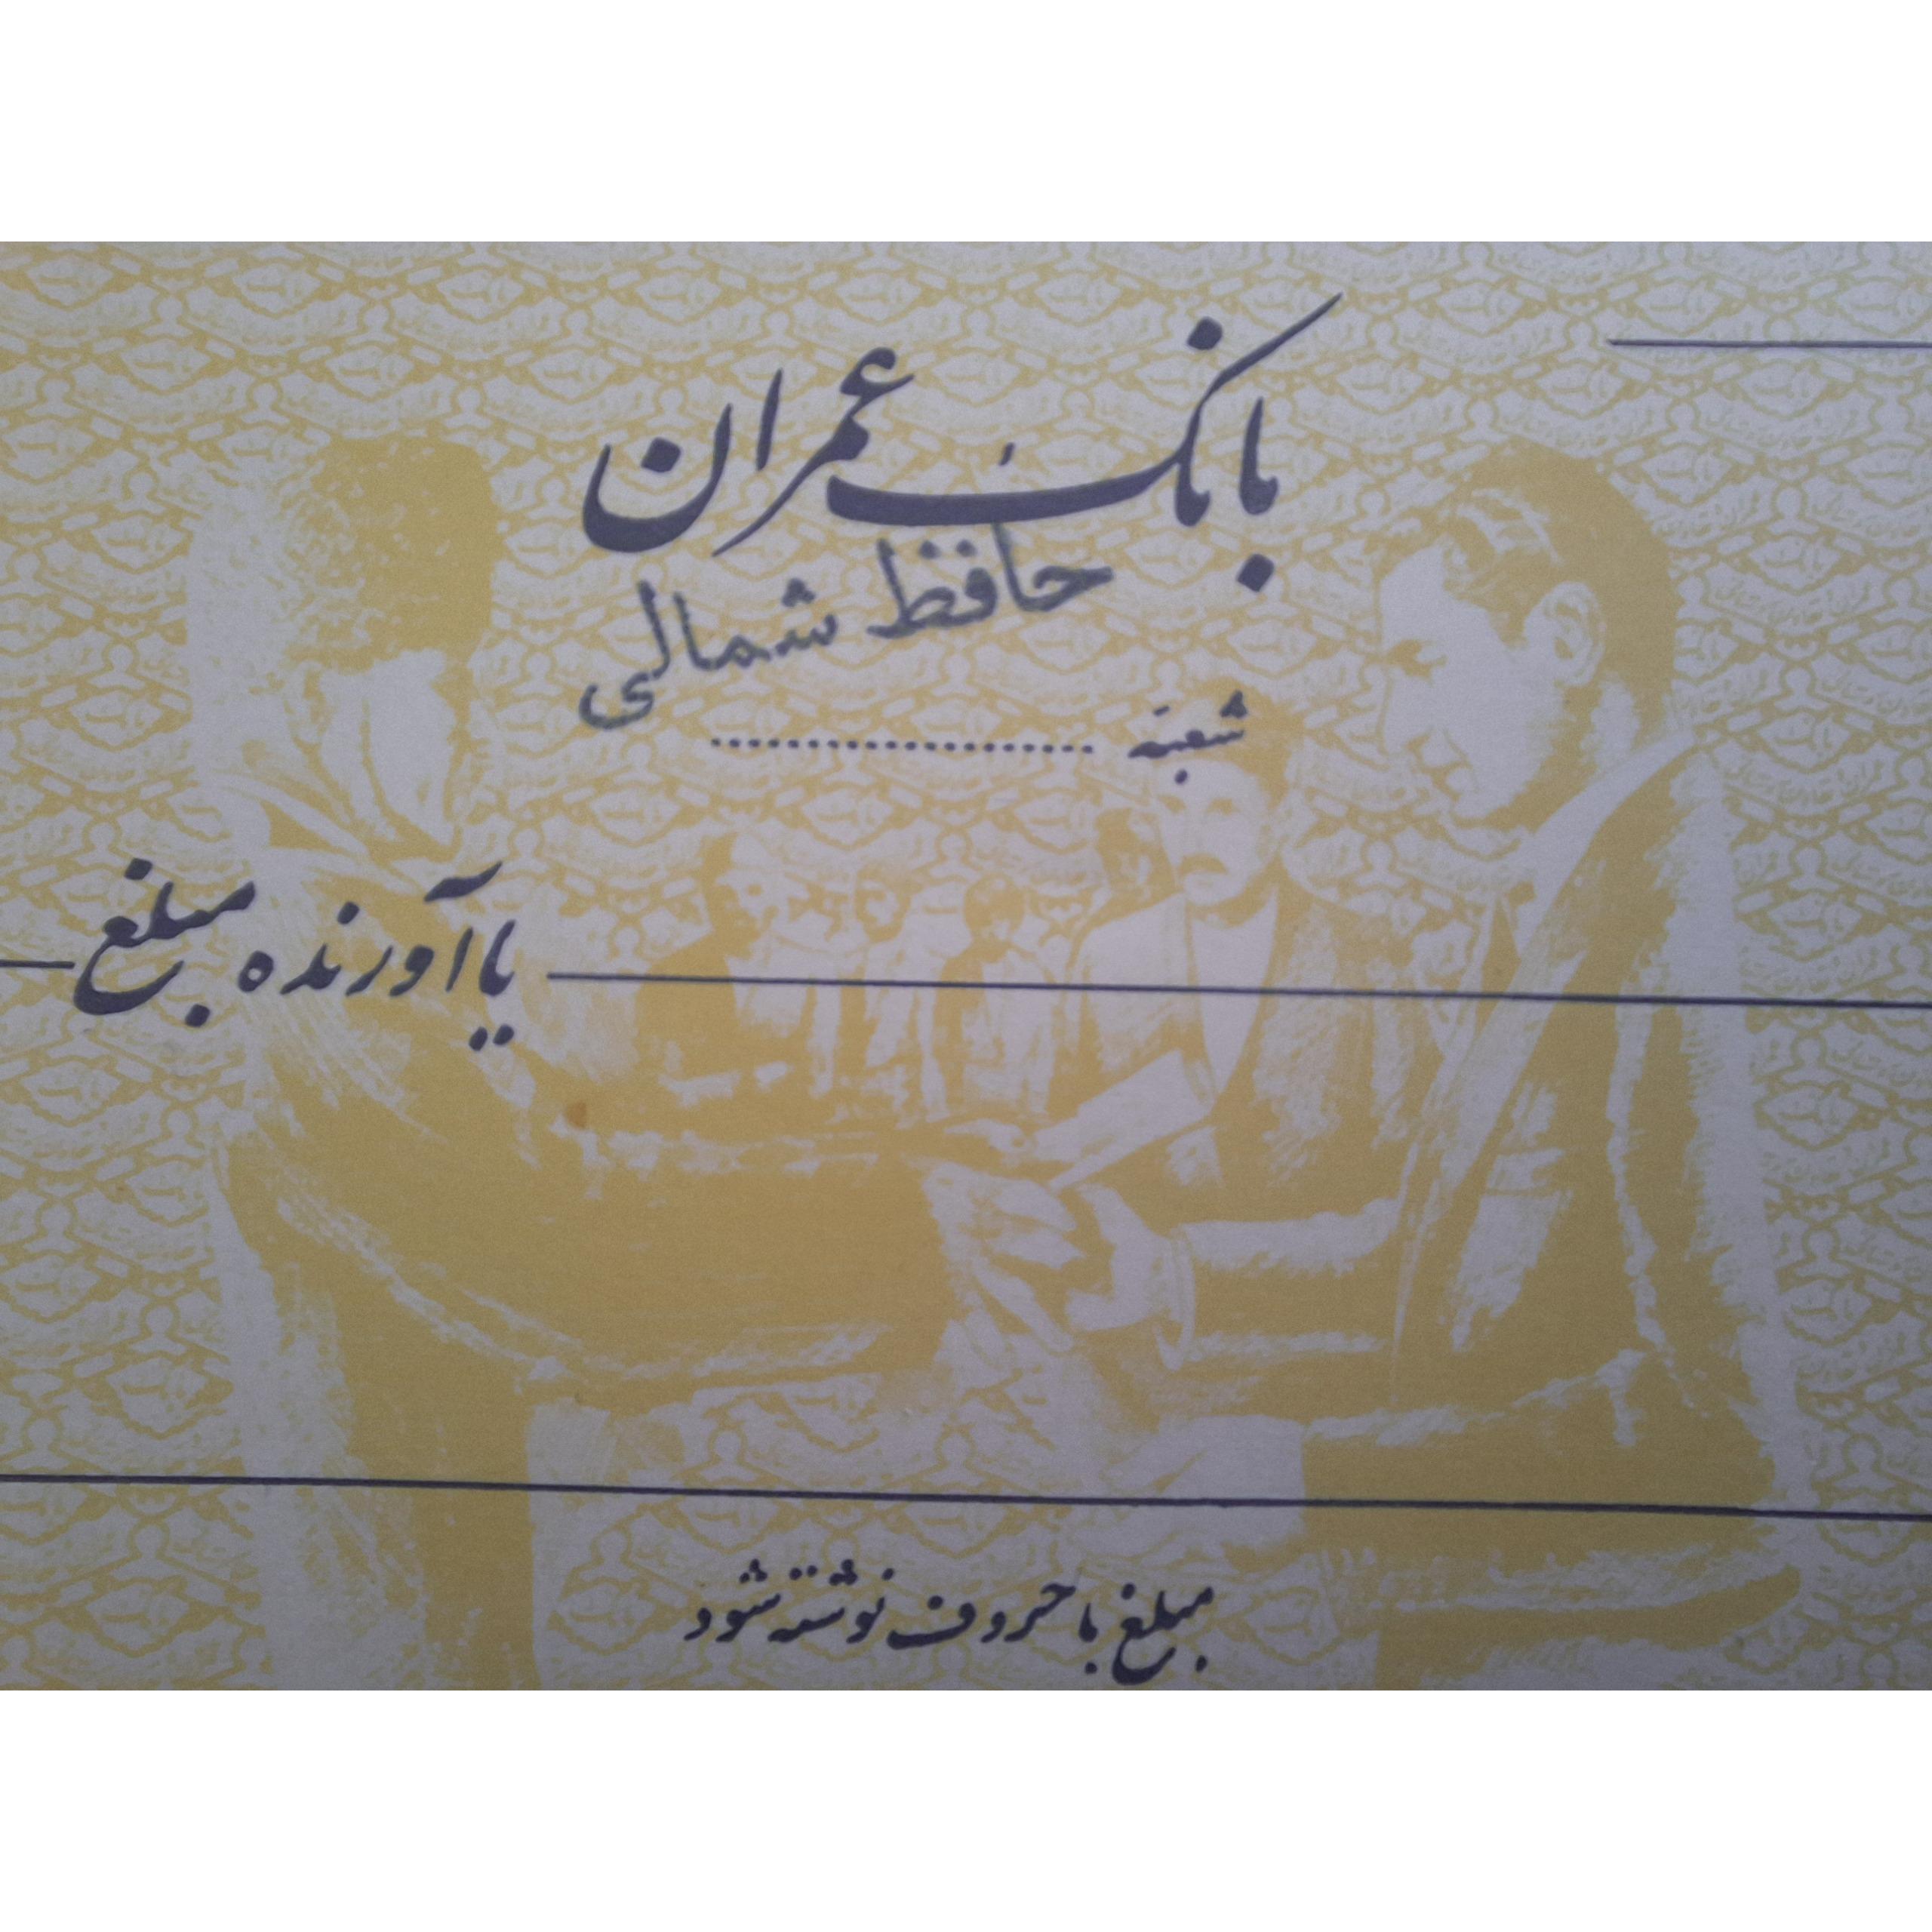 بانک عمران
حافظ شمالی
شعبه
یا آورنده مبلغ
مبلغ با حروف نوشته شود